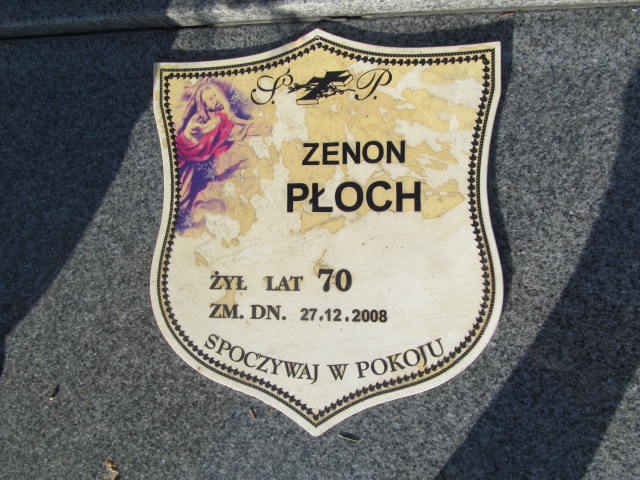 Ś. P.
ZENON
PŁOCH
ŻYŁ LAT 70
ZM. DN. 27.12.2008
SPOCZYWAJ W POKOJU